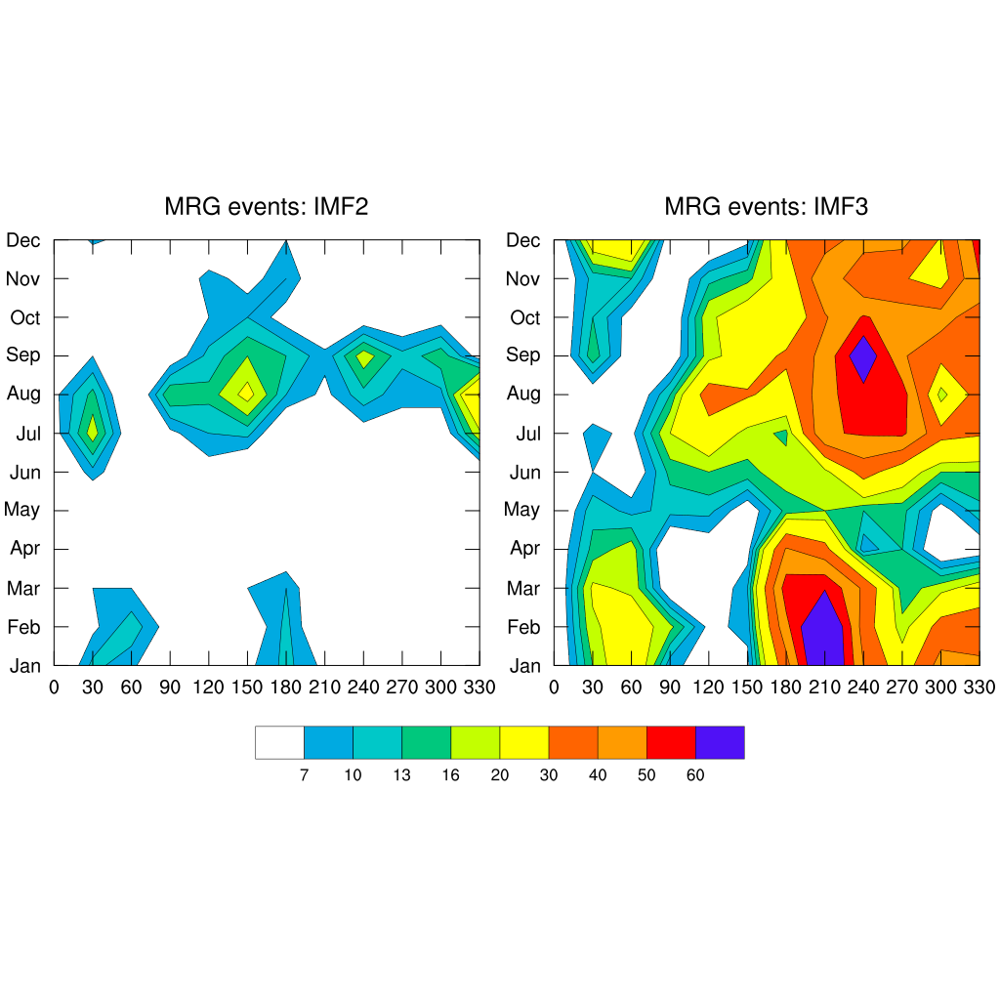 MRG events: IMF2
Dec
Nov
Oct
Sep
Aug
Jul
Jun
May
Apr
Mar
Feb
Jan
0 30 60 90 120 150 180 210 240 270 300 330
MRG events: IMF3
Dec
Nov
Oct
Sep
Aug
Jul
Jun
May
Apr
Mar
Feb
Jan
0 30 60 90 120 150 180 210 240 270 300 330
7 10 13 16 20 30 40 50 60